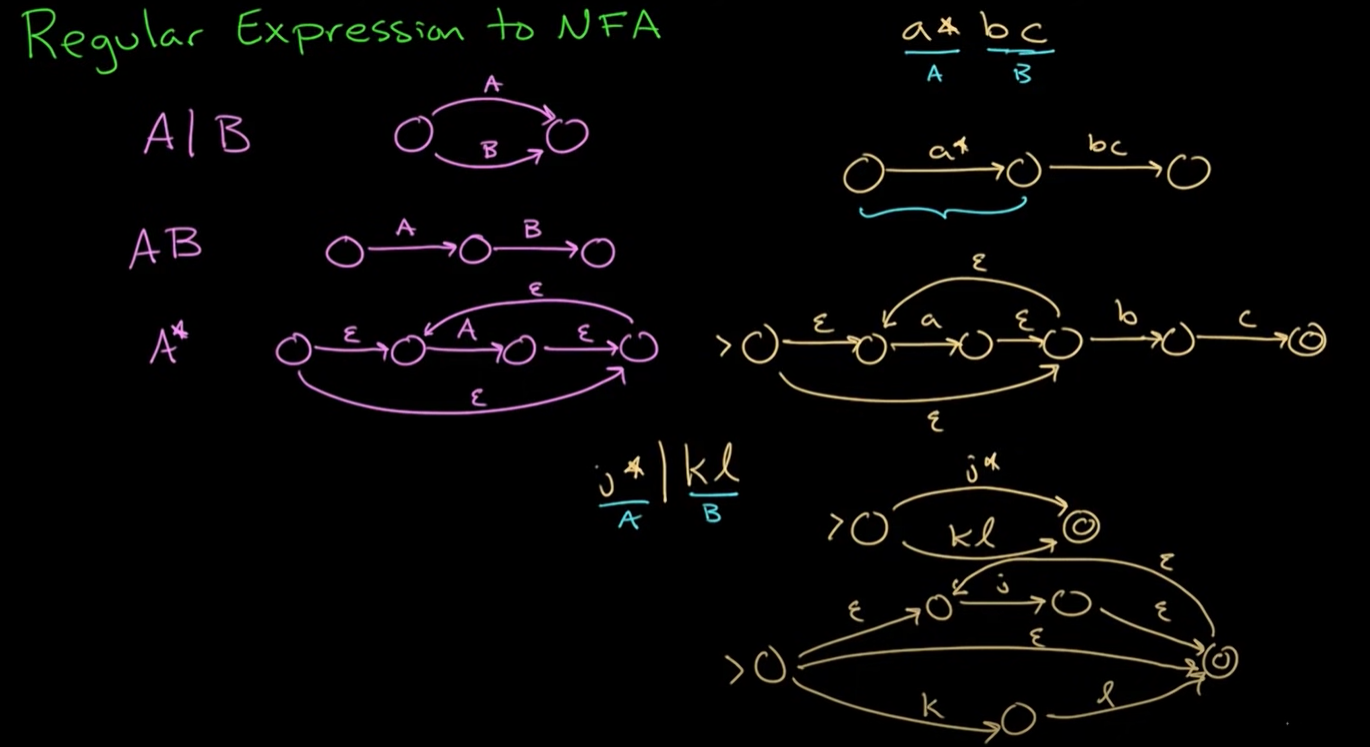 Regular Expression to NFA
a* bc
A B
A|B
A
B
a* bc
AB
A B
A*
ε
ε A ε
ε
ε
ε a ε b c
ε
j*|kl
A B
j*
kl
ε
ε j ε
ε
k l